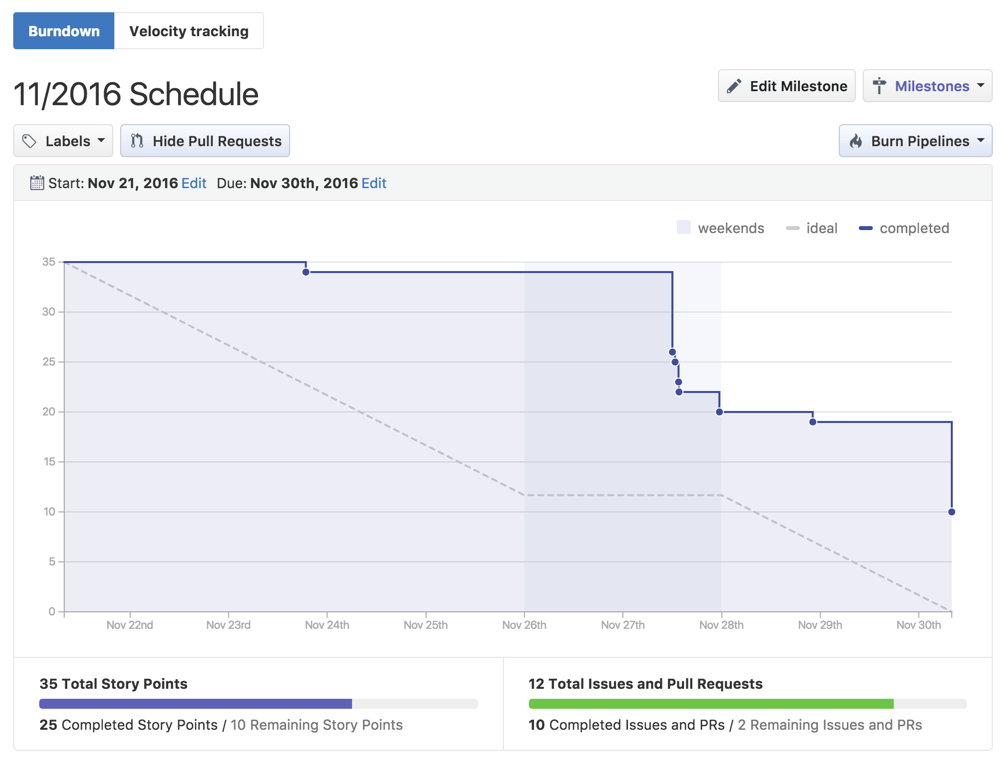 Burndown Velocity tracking
11/2016 Schedule
Edit Milestone Milestones
Labels Hide Pull Requests Burn Pipelines
Start: Nov 21, 2016 Edit Due: Nov 30th, 2016 Edit
weekends ideal completed
35
30
25
20
15
10
5
0
Nov 22nd Nov 23rd Nov 24th Nov 25th Nov 26th Nov 27th Nov 28th Nov 29th Nov 30th
35 Total Story Points
25 Completed Story Points / 10 Remaining Story Points
12 Total Issues and Pull Requests
10 Completed Issues and PRs / 2 Remaining Issues and PRs